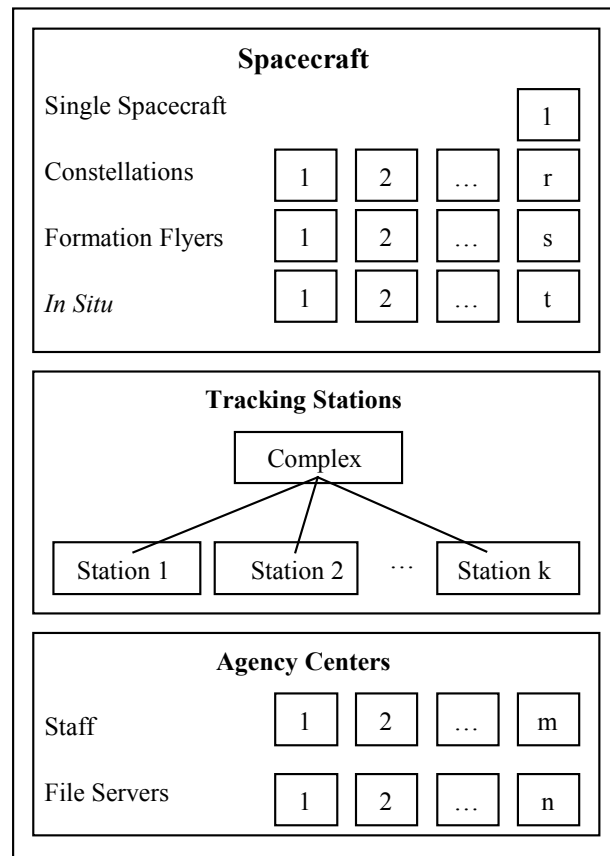 Spacecraft
Single Spacecraft 1
Constellations 1 2 … r
Formation Flyers 1 2 … s
In Situ 1 2 … t
Tracking Stations
Complex
Station 1 Station 2 … Station k
Agency Centers
Staff 1 2 … m
File Servers 1 2 … n